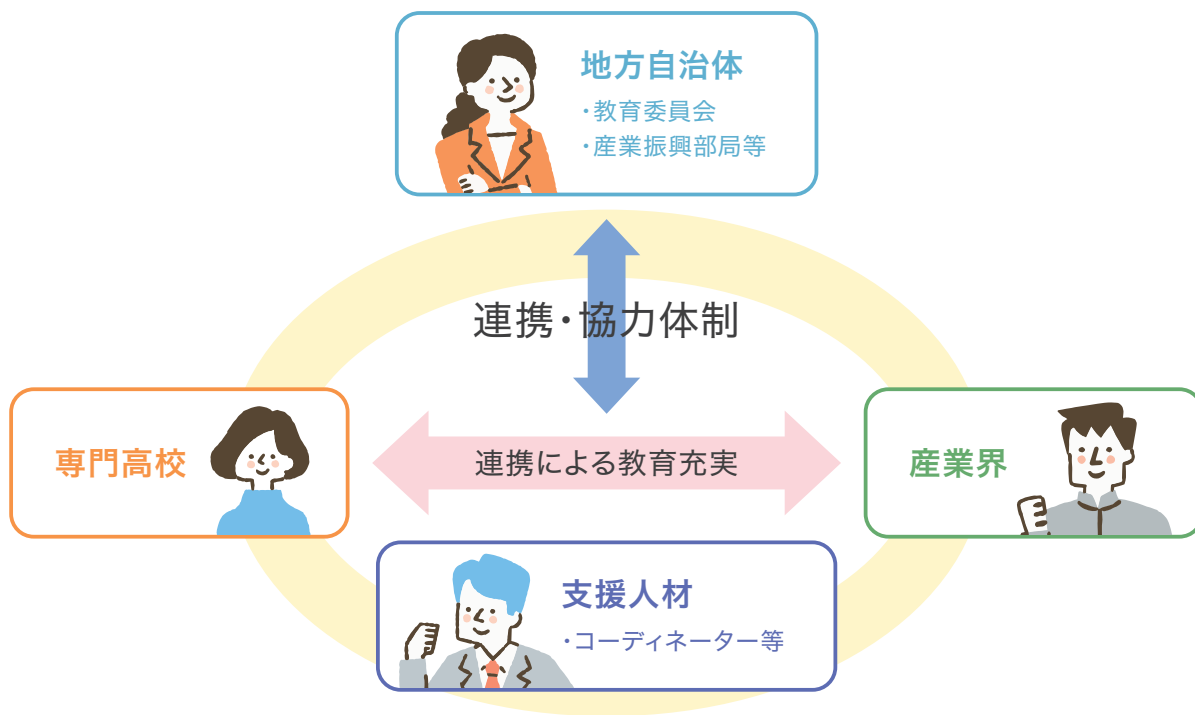 地方自治体
・教育委員会
・産業振興部局等
連携・協力体制
専門高校
連携による教育充実
産業界
支援人材
・コーディネーター等